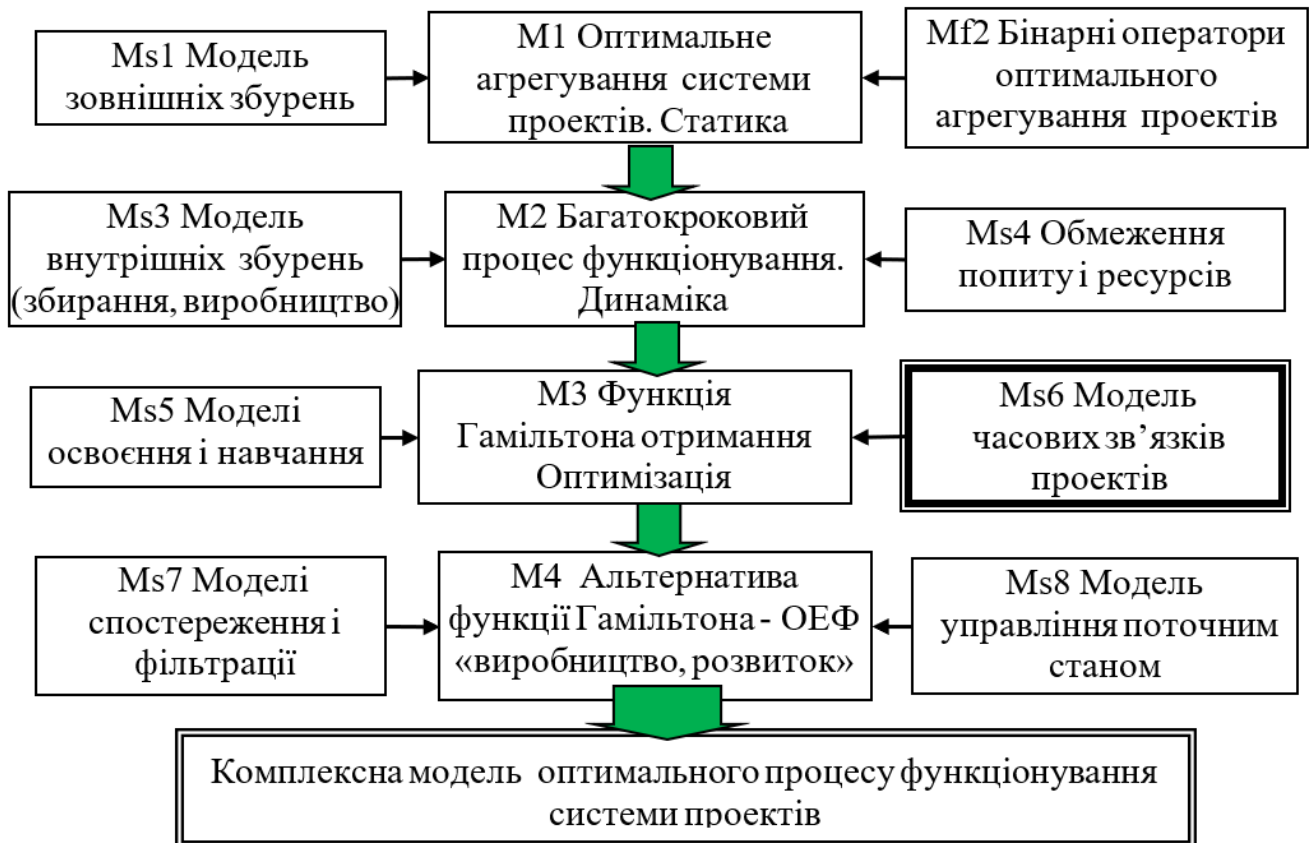 Ms1 Модель
зовнішніх збурень
M1 Оптимальне
агрегування системи
проектів. Статика
Mf2 Бінарні оператори
оптимального
агрегування проектів
Ms3 Модель
внутрішніх збурень
(збирання, виробництво)
M2 Багатокроковий
процес функціонування.
Динаміка
Ms4 Обмеження
попиту і ресурсів
Ms5 Моделі
освоєння і навчання
M3 Функція
Гамільтона отримання
Оптимізація
Ms6 Модель
часових зв’язків
проектів
Ms7 Моделі
спостереження і
фільтрації
M4 Альтернатива
функції Гамільтона - ОЕФ
«виробництво, розвиток»
Ms8 Модель
управління поточним
станом
Комплексна модель оптимального процесу функціонування
системи проектів